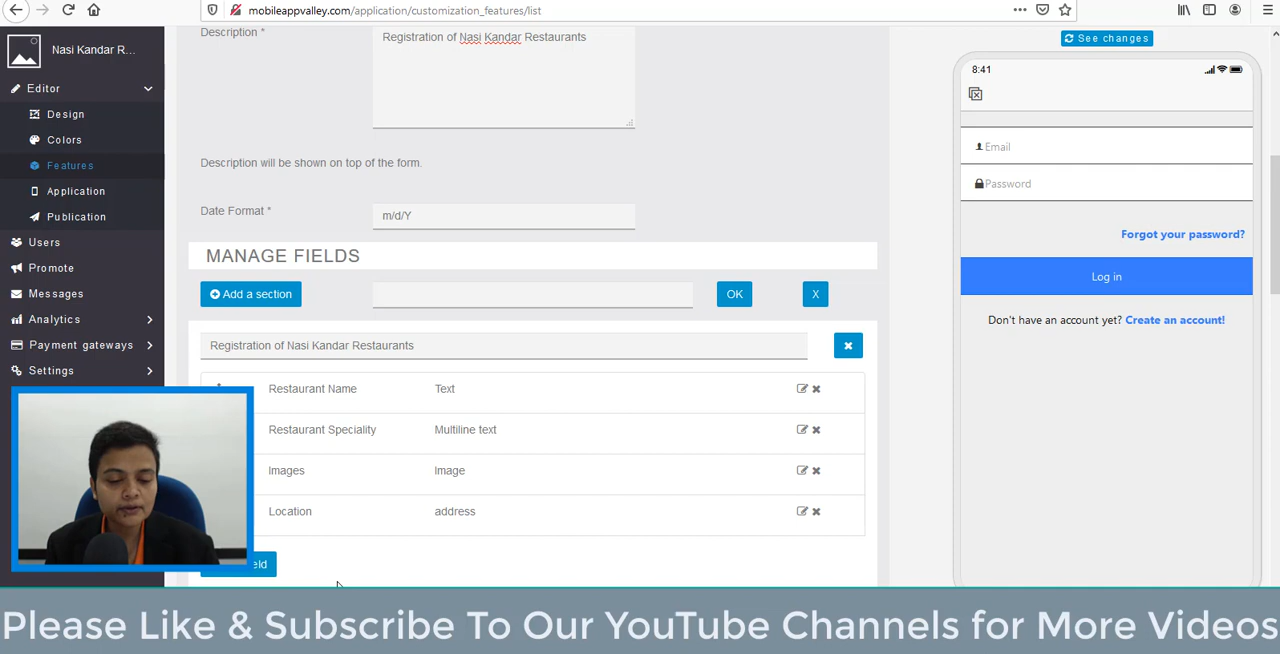 mobileappvalley.com/application/customization_features/list
Nasi Kandar R...
Editor
Design
Colors
Features
Application
Publication
Users
Promote
Messages
Analytics
Payment gateways
Settings
Description *
Registration of Nasi Kandar Restaurants
Description will be shown on top of the form.
Date Format *
m/d/Y
MANAGE FIELDS
Add a section
OK
X
Registration of Nasi Kandar Restaurants
Restaurant Name Text
Restaurant Speciality Multiline text
Images Image
Location address
See changes
8:41
Email
Password
Forgot your password?
Log in
Don't have an account yet? Create an account!
Please Like & Subscribe To Our YouTube Channels for More Videos